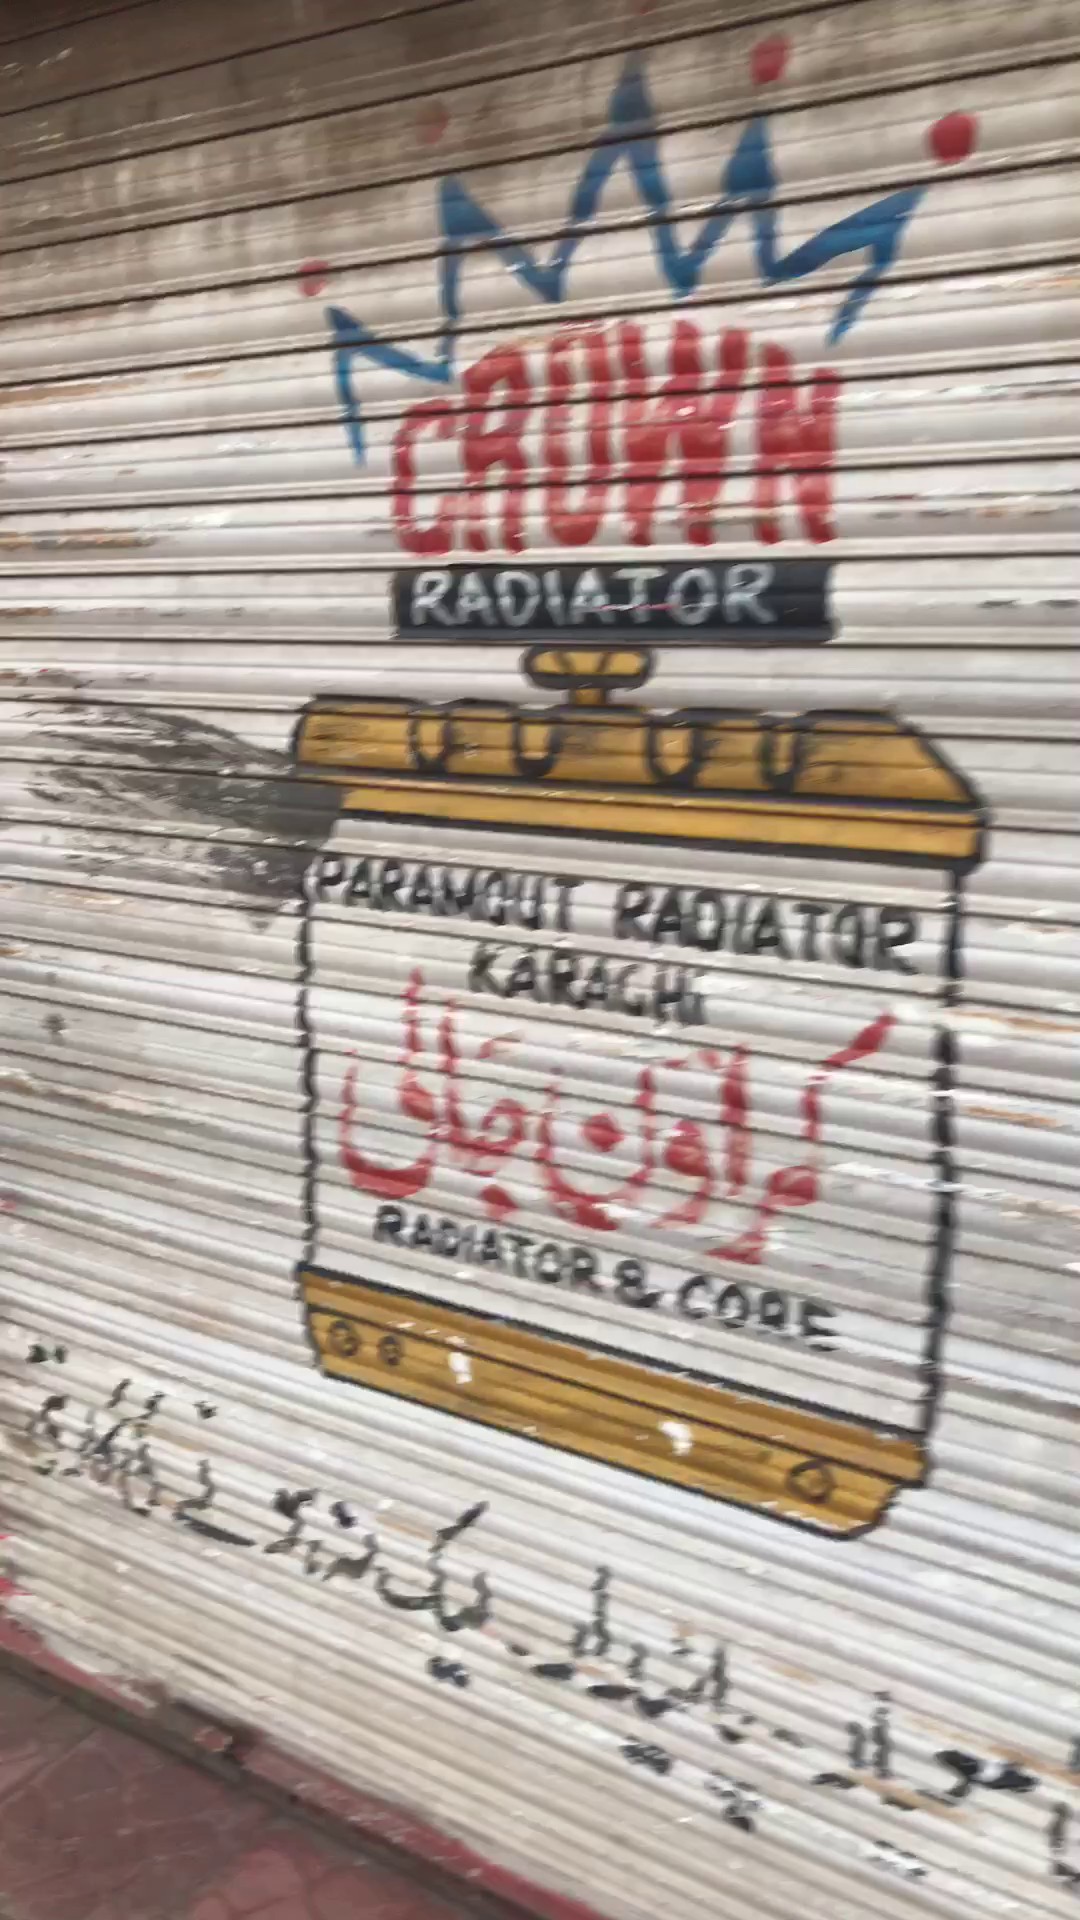 CROWN
RADIATOR
PARAMOUT RADIATOR
KARACHI
کراؤن جالی
RADIATOR & CORE